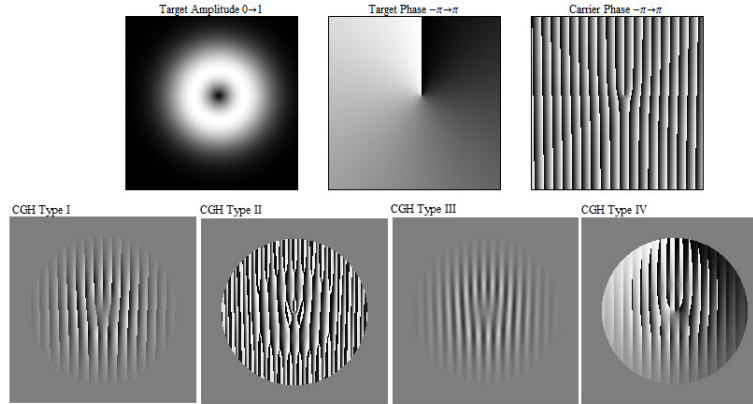 Target Amplitude 0→1
Target Phase −π→π
Carrier Phase −π→π
CGH Type I
CGH Type II
CGH Type III
CGH Type IV